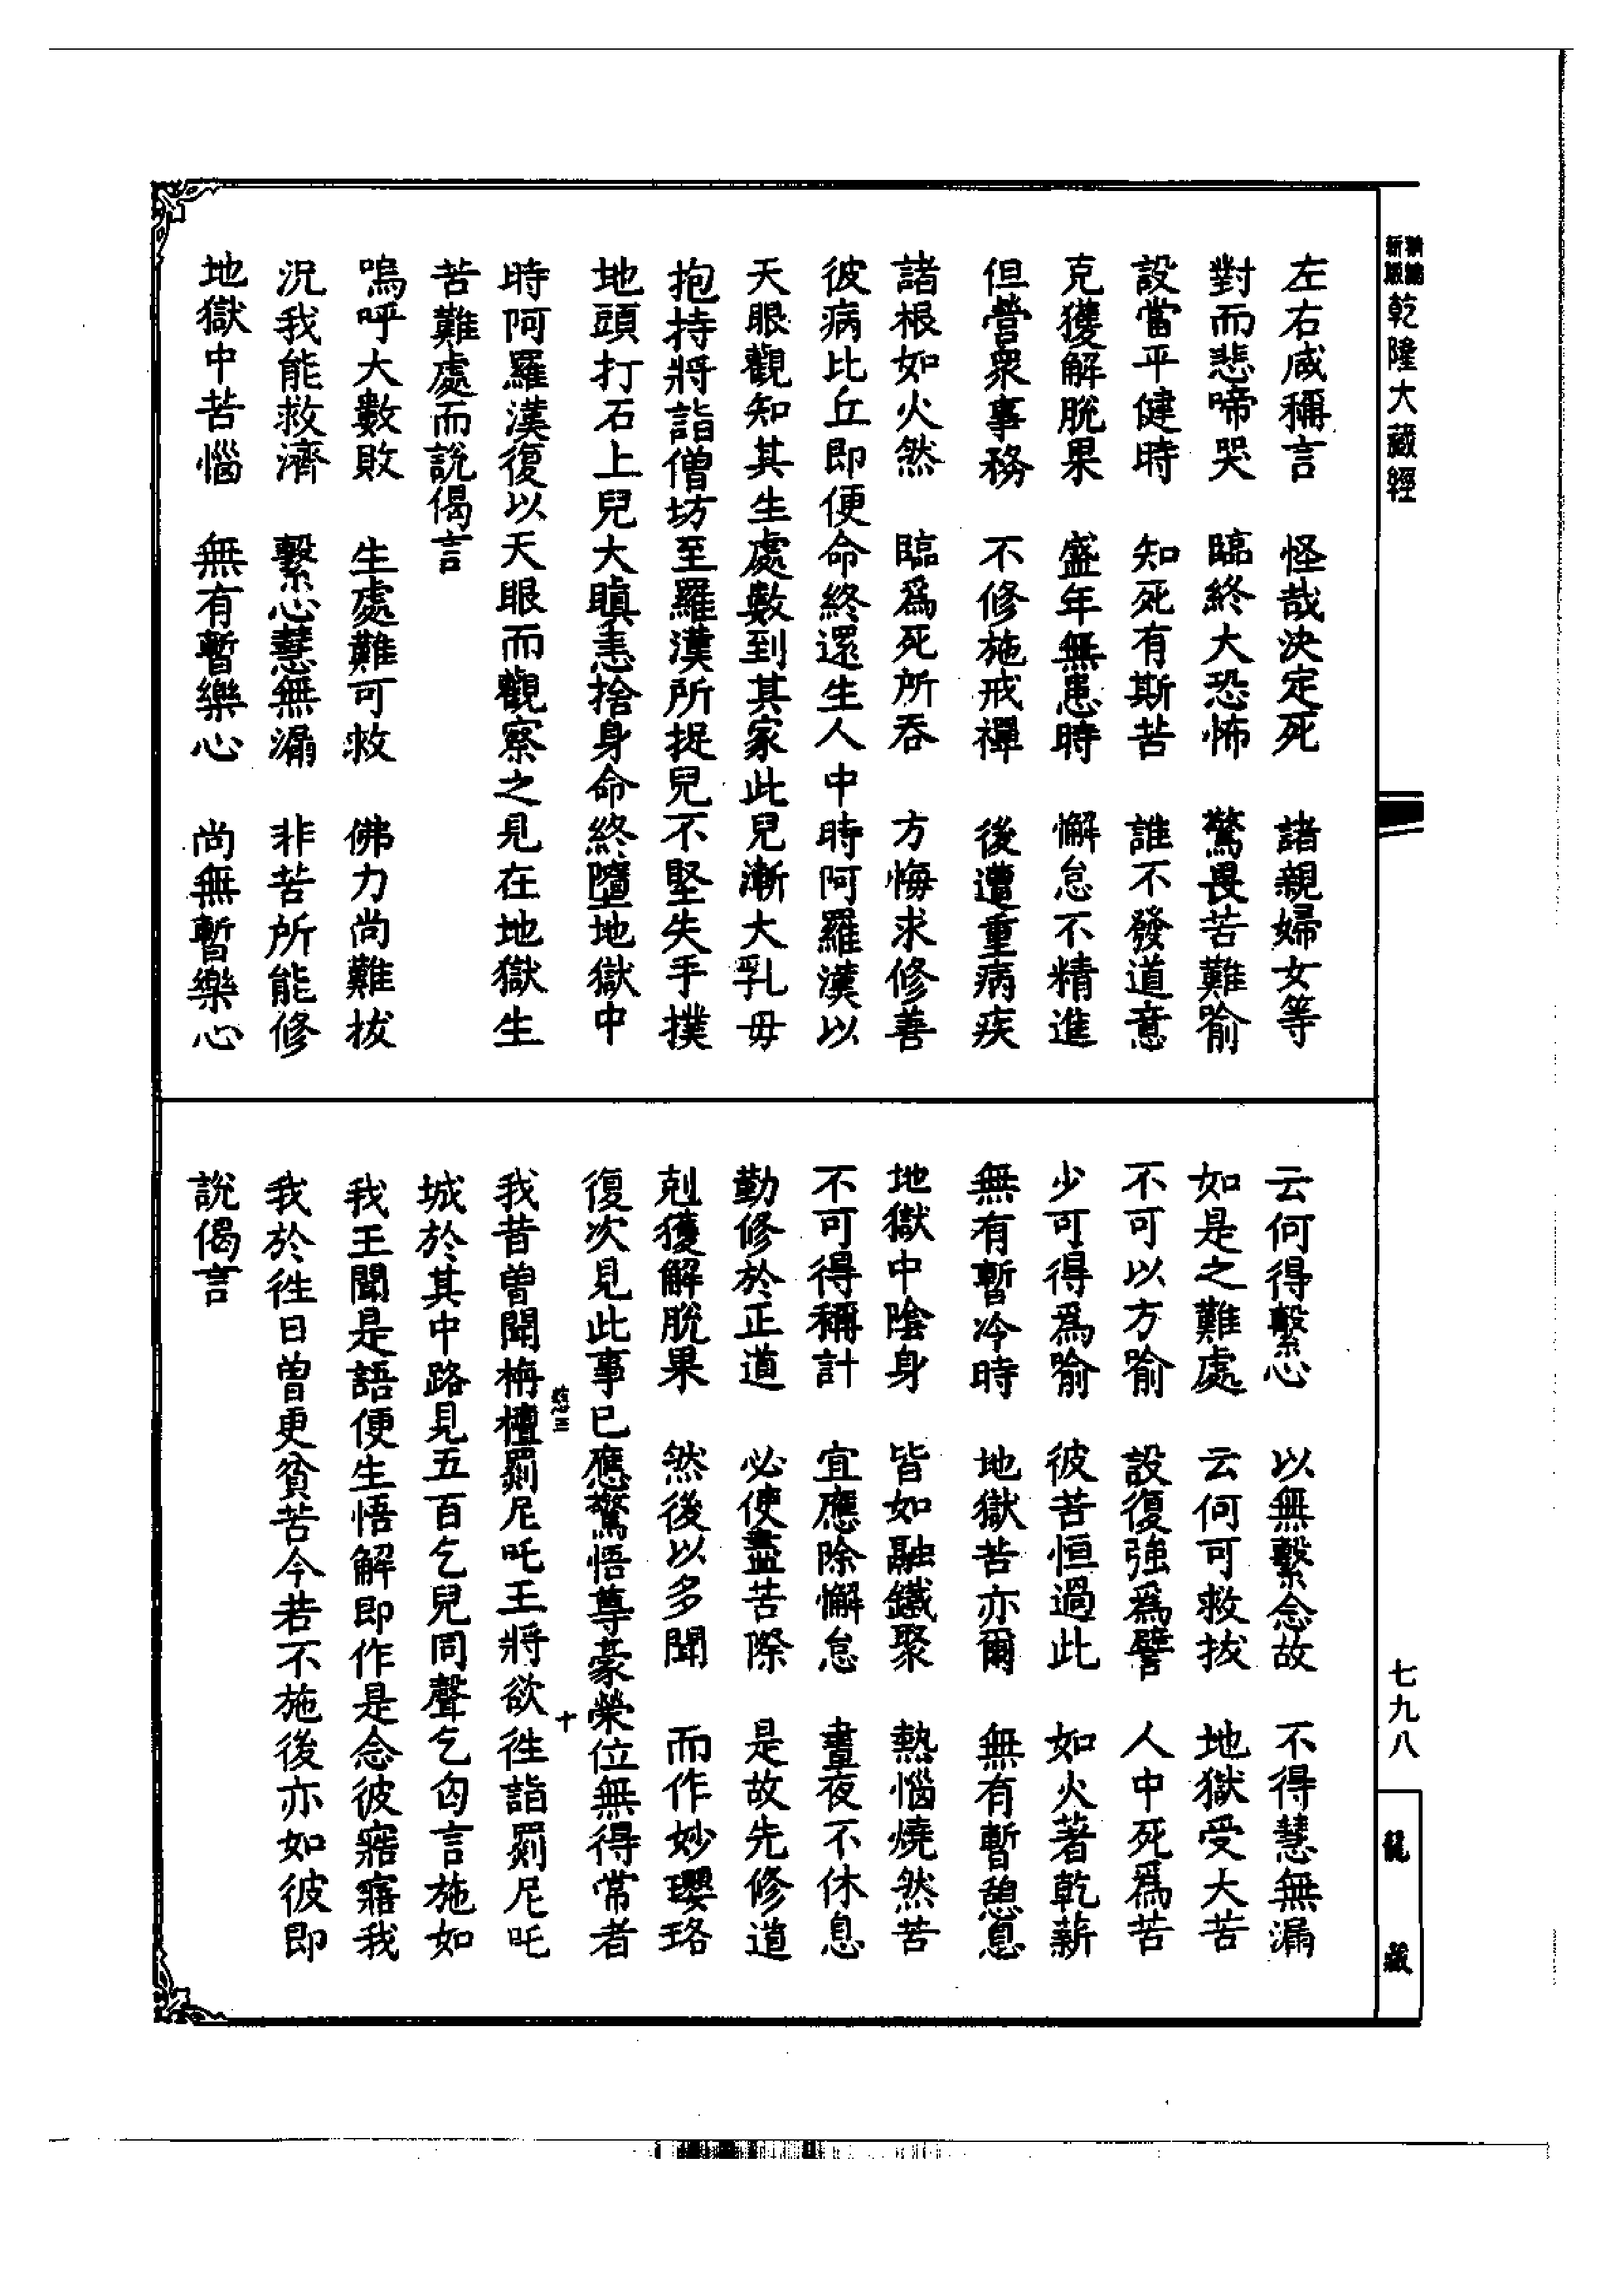 新編
新版
乾隆大藏經
左右咸稱言　怪哉決定死　諸親婦女等
對而悲啼哭　臨終大恐怖　驚畏苦難喻
設當平健時　知死有斯苦　誰不發道意
克獲解脫果　盛年無患時　懈怠不精進
但營衆事務　不修施戒禪　後遭重病疾
諸根如火然　臨爲死所吞　方悔求修善
彼病比丘即便命終還生人中時阿羅漢以
天眼觀知其生處數到其家此兒漸大乳母
抱持將詣僧坊至羅漢所捉兒不堅失手撲
地頭打石上兒大瞋恚捨身命終墮地獄中
時阿羅漢復以天眼而觀察之見在地獄生
苦難處而說偈言
嗚呼大數敗　生處難可救　佛力尚難拔
況我能救濟　繫心慧無漏　非苦所能修
地獄中苦惱　無有暫樂心　尚無暫樂心
云何得繫心　以無繫念故　不得慧無漏
如是之難處　云何可救拔　地獄受大苦
不可以方喻　設復強爲譬　人中死爲苦
少可得爲喻　彼苦恒過此　如火著乾薪
無有暫冷時　地獄苦亦爾　無有暫憩息
地獄中陰身　皆如融鐵聚　熱惱燒然苦
不可得稱計　宜應除懈怠　晝夜不休息
勤修於正道　必使盡苦際　是故先修道
剋獲解脫果　然後以多聞　而作妙瓔珞
復次見此事已應驚悟尊豪榮位無得常者
我昔曾聞栴檀罽尼吒王將欲往詣罽尼吒
城於其中路見五百乞兒同聲乞匃言施如
我王聞是語便生悟解即作是念彼寤寤我
我於往日曾更貧苦今若不施後亦如彼即
說偈言
十
七九八
龍藏